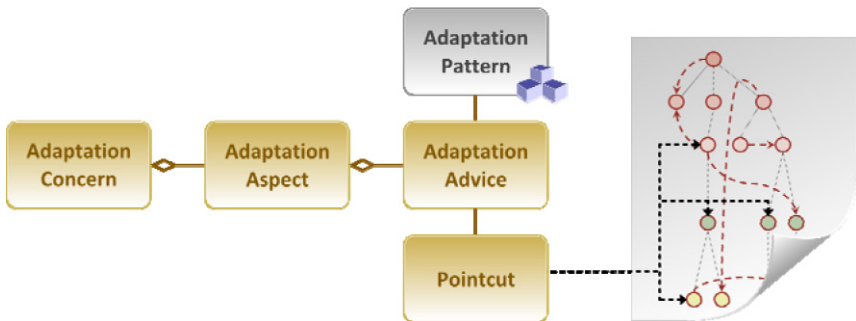 Adaptation
Pattern
Adaptation
Concern
Adaptation
Aspect
Adaptation
Advice
Pointcut